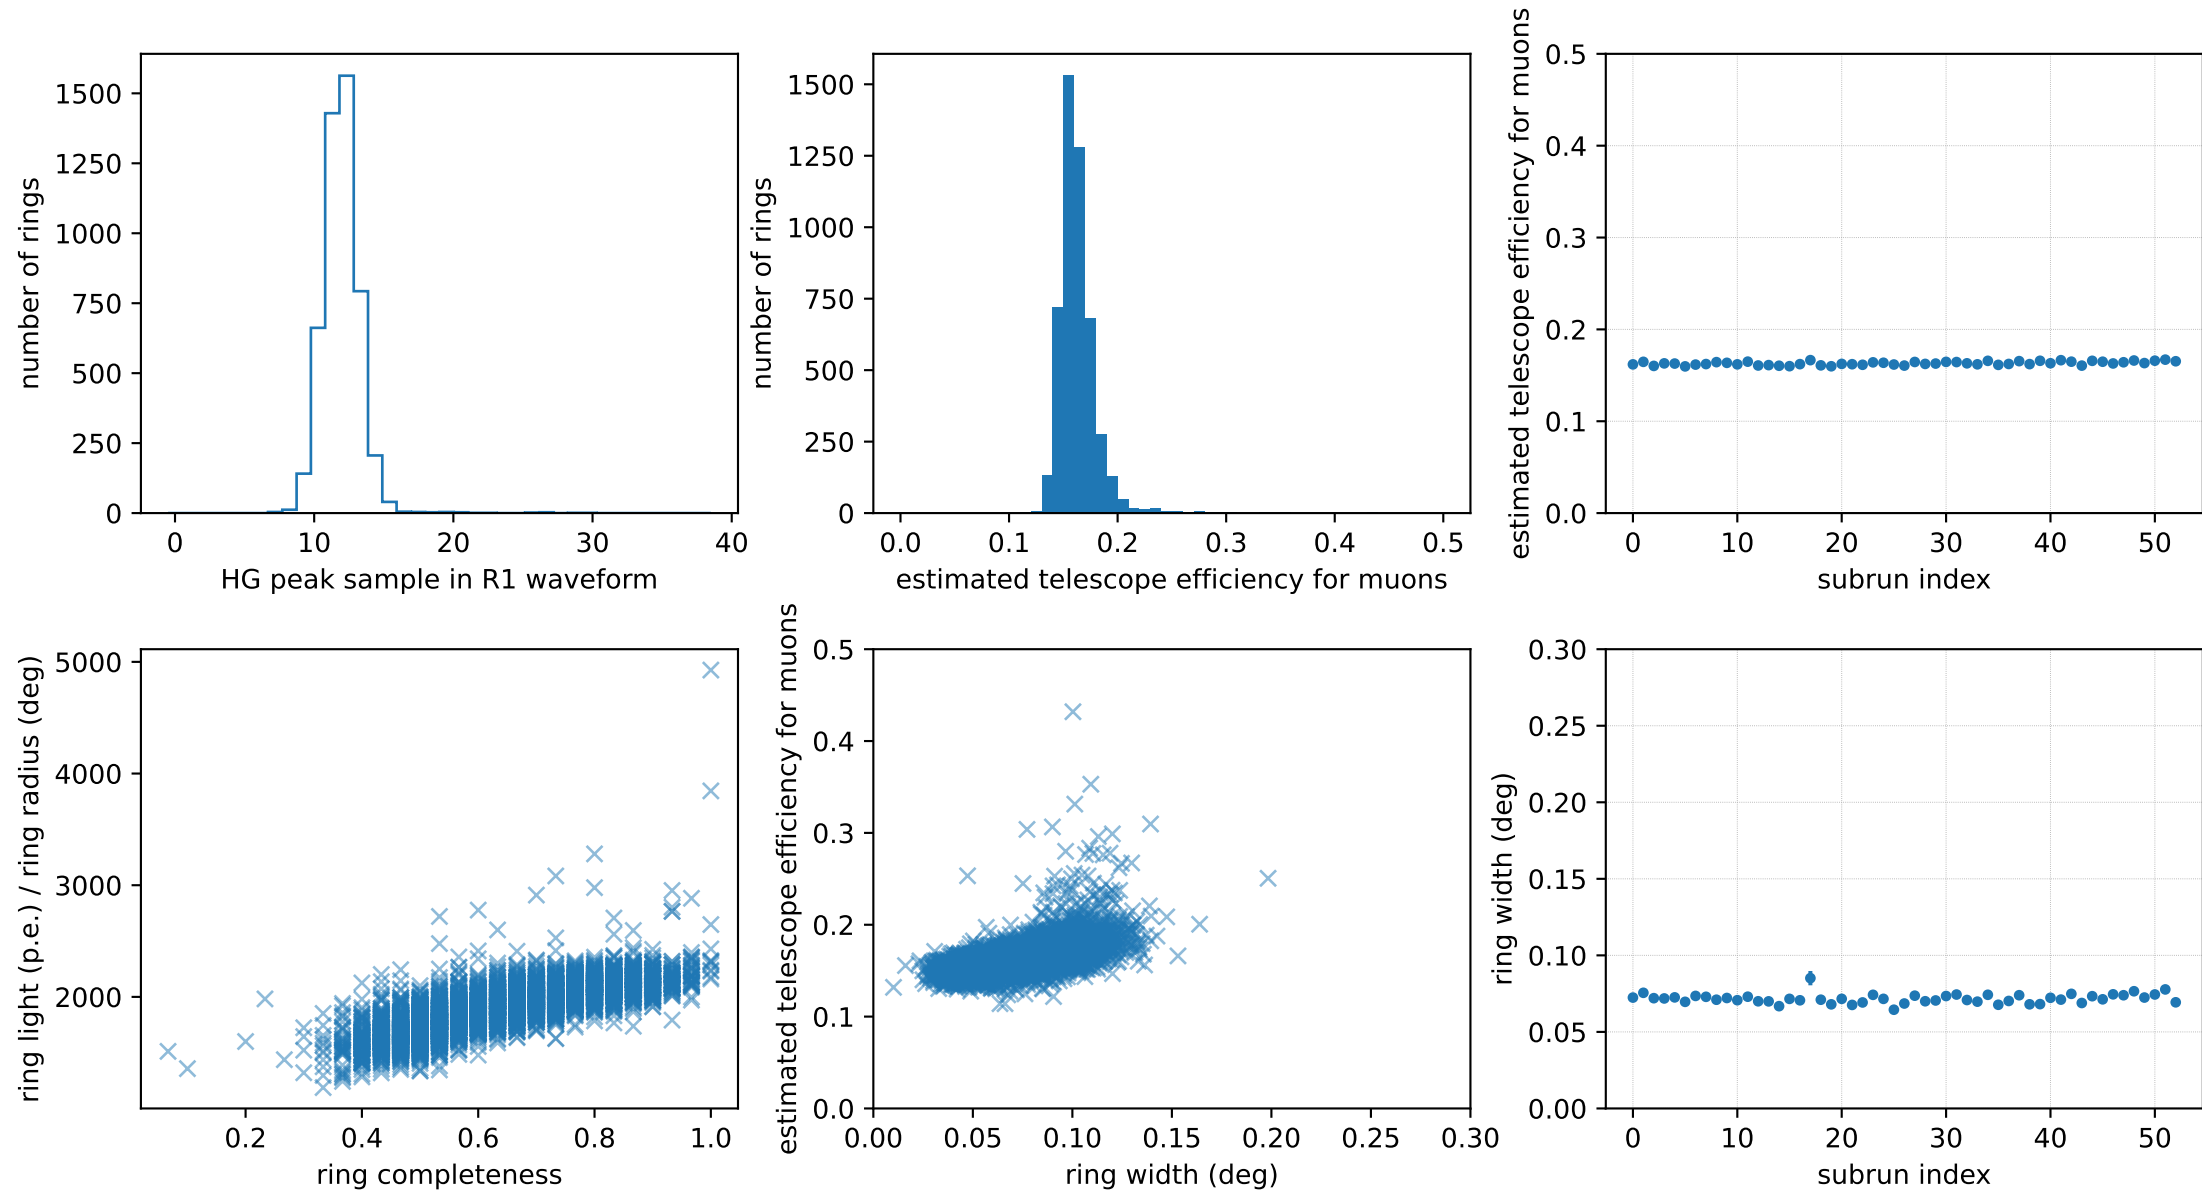 number of rings
1500
1250
1000
750
500
250
0
0 10 20 30 40
HG peak sample in R1 waveform
number of rings
1500
1250
1000
750
500
250
0
0.0 0.1 0.2 0.3 0.4 0.5
estimated telescope efficiency for muons
estimated telescope efficiency for muons
0.5
0.4
0.3
0.2
0.1
0.0
0 10 20 30 40 50
subrun index
ring light (p.e.) / ring radius (deg)
5000
4000
3000
2000
0.2 0.4 0.6 0.8 1.0
ring completeness
estimated telescope efficiency for muons
0.5
0.4
0.3
0.2
0.1
0.0
0.00 0.05 0.10 0.15 0.20 0.25 0.30
ring width (deg)
ring width (deg)
0.30
0.25
0.20
0.15
0.10
0.05
0.00
0 10 20 30 40 50
subrun index